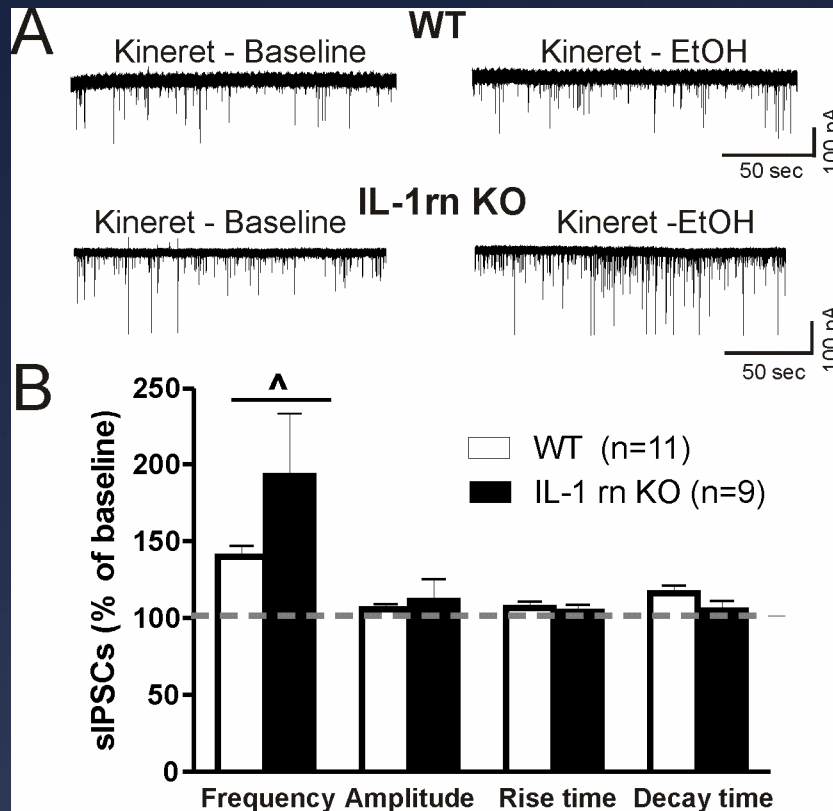 A
WT
Kineret - Baseline
Kineret - EtOH
50 sec
100 pA
IL-1rn KO
Kineret - Baseline
Kineret -EtOH
50 sec
100 pA
B
sIPSCs (% of baseline)
250
200
150
100
50
0
^
WT (n=11)
IL-1 rn KO (n=9)
Frequency Amplitude Rise time Decay time